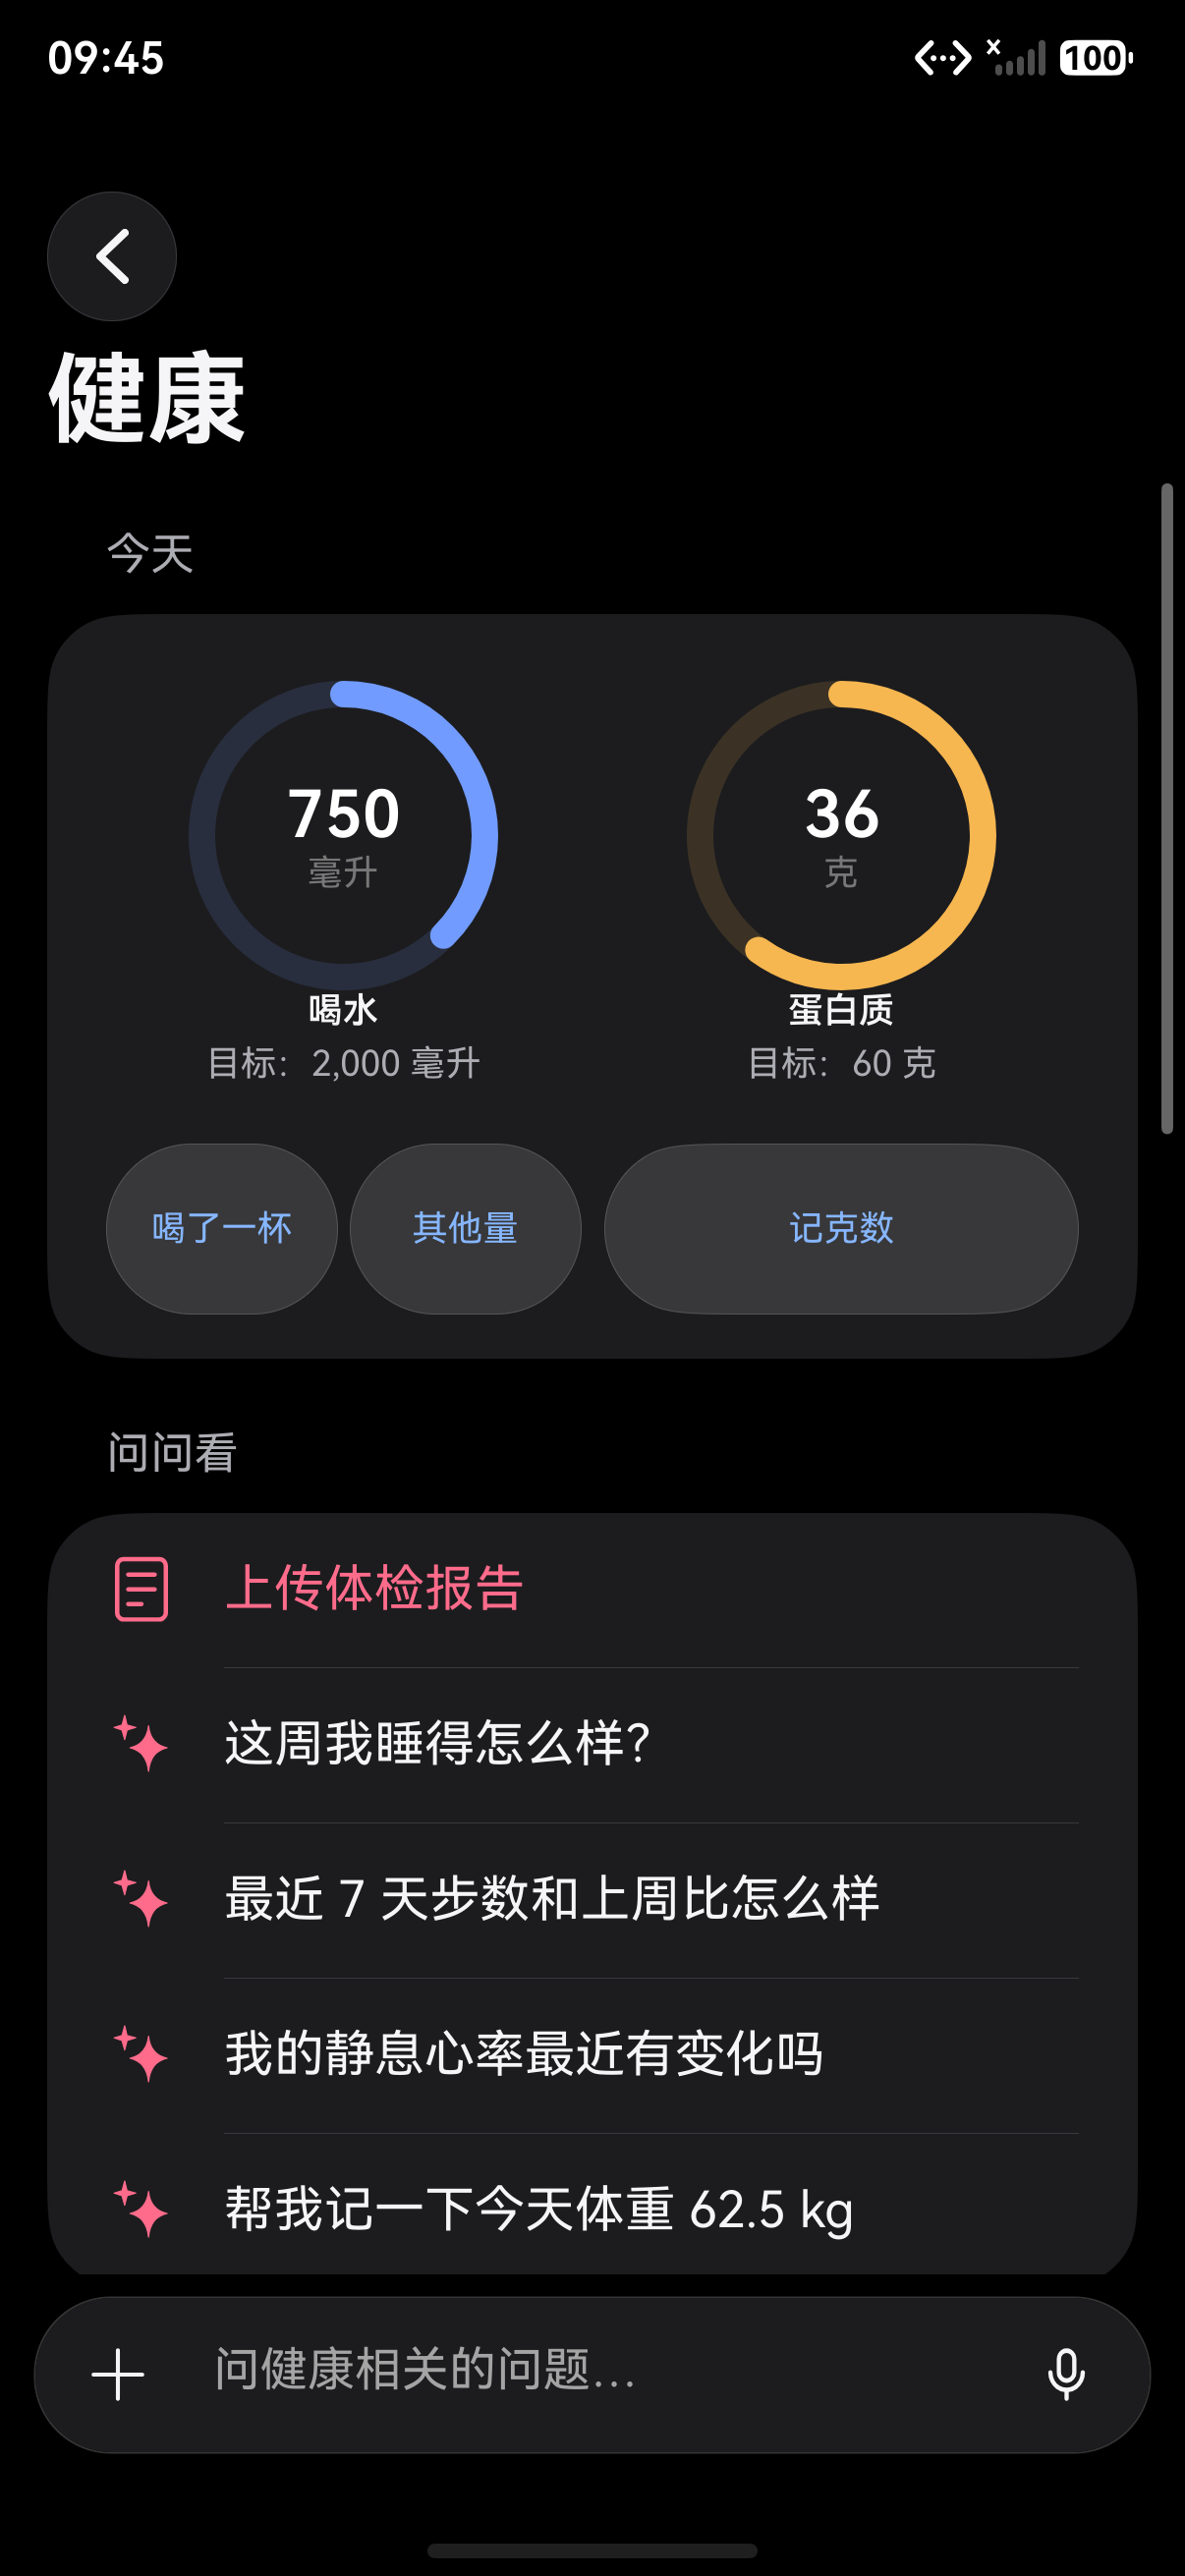 09:45
100
健康
今天
750
毫升
喝水
目标：2,000 毫升
36
克
蛋白质
目标：60 克
喝了一杯
其他量
记克数
问问看
上传体检报告
这周我睡得怎么样？
最近 7 天步数和上周比怎么样
我的静息心率最近有变化吗
帮我记一下今天体重 62.5 kg
问健康相关的问题…